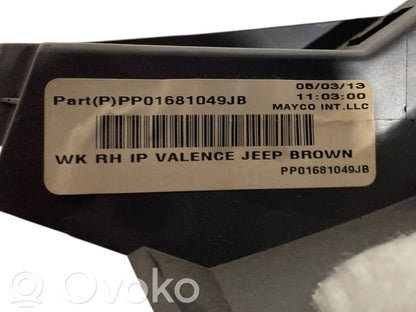 05/03/13
Part(P)PP01681049JB 11:03:00
MAYCO INT.LLC
WK RH IP VALENCE JEEP BROWN
PP01681049JB
© Ovoko